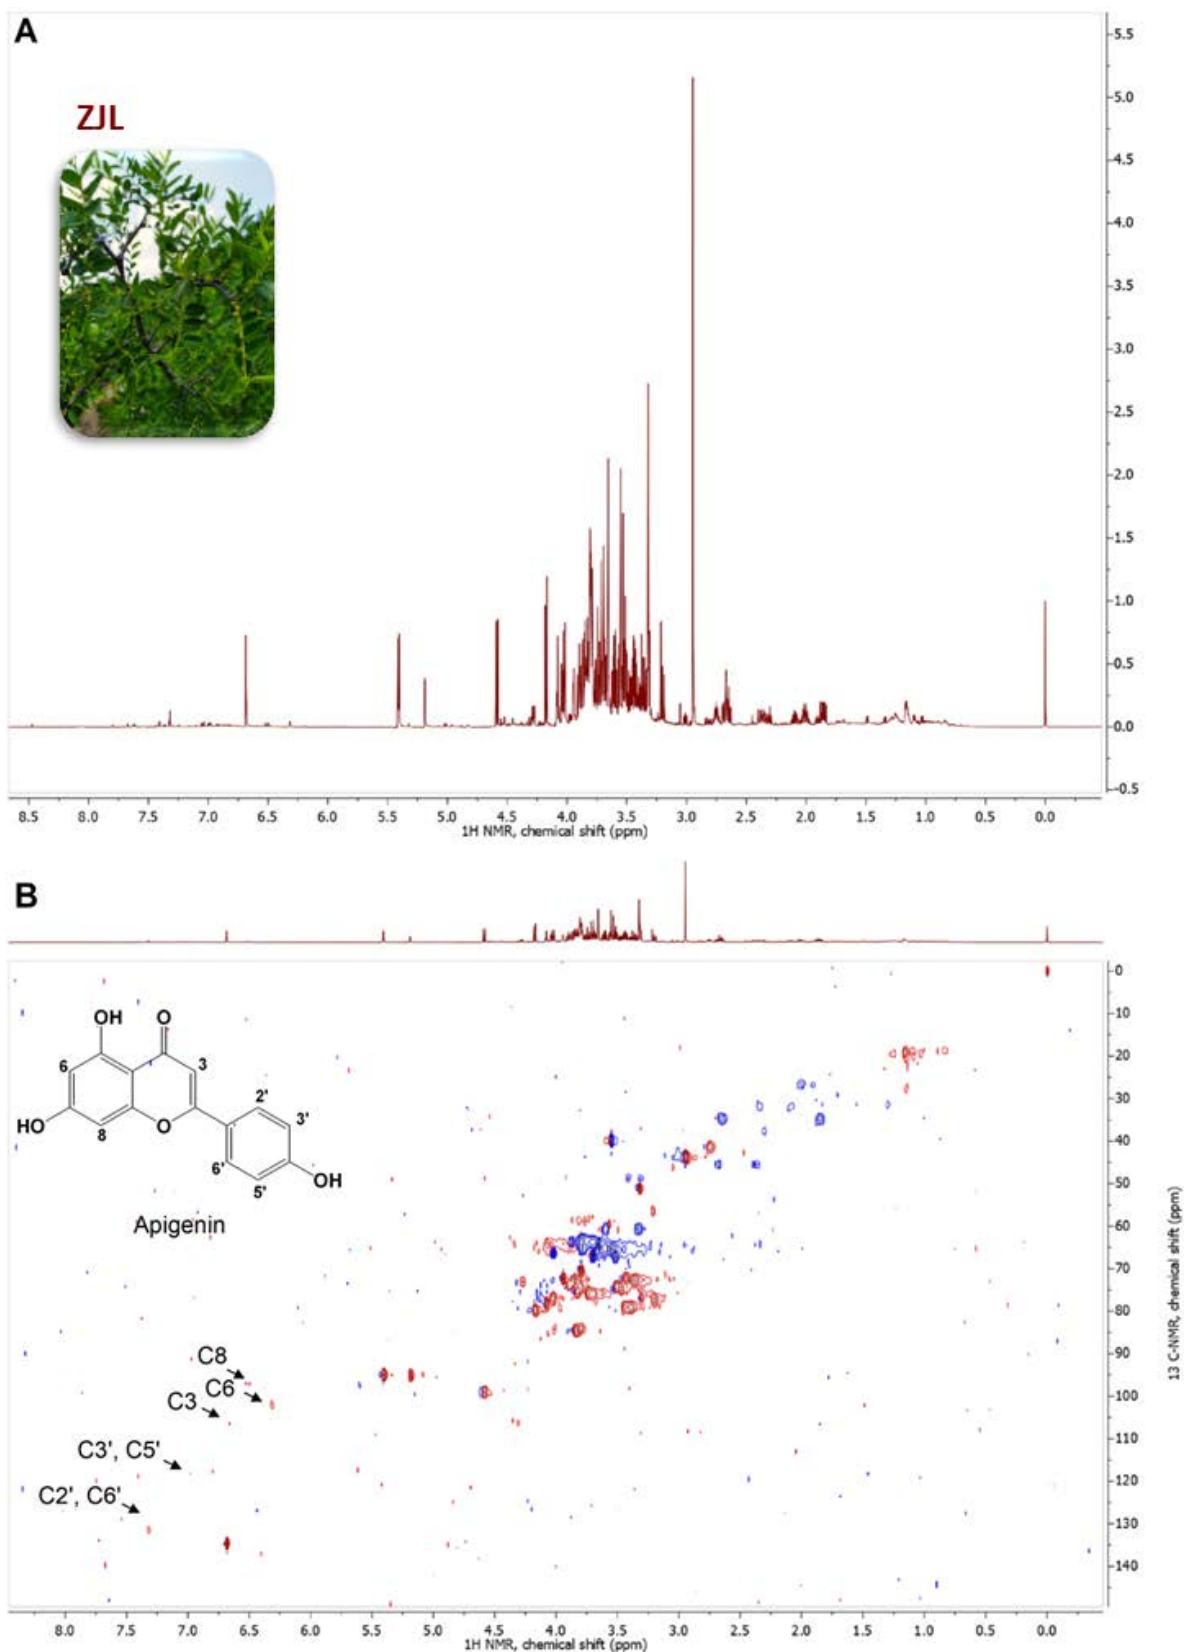 A
ZJL
5.5
5.0
4.5
4.0
3.5
3.0
2.5
2.0
1.5
1.0
0.5
0.0
-0.5
8.5 8.0 7.5 7.0 6.5 6.0 5.5 5.0 4.5 4.0 3.5 3.0 2.5 2.0 1.5 1.0 0.5 0.0
1H NMR, chemical shift (ppm)
B
0
10
20
30
40
50
60
70
80
90
100
110
120
130
140
13 C-NMR, chemical shift (ppm)
OH O
6 3
2'
3'
HO 8 O
6'
5' OH
Apigenin
C8
C6
C3
C3', C5'
C2', C6'
8.0 7.5 7.0 6.5 6.0 5.5 5.0 4.5 4.0 3.5 3.0 2.5 2.0 1.5 1.0 0.5 0.0
1H NMR, chemical shift (ppm)